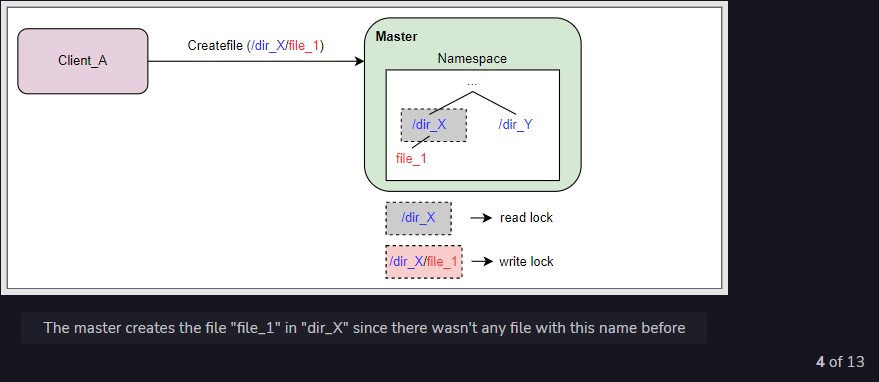 Client_A
Createfile (/dir_X/file_1)
Master
Namespace
...
/dir_X
/dir_Y
file_1
/dir_X
read lock
/dir_X/file_1
write lock
The master creates the file "file_1" in "dir_X" since there wasn't any file with this name before
4 of 13